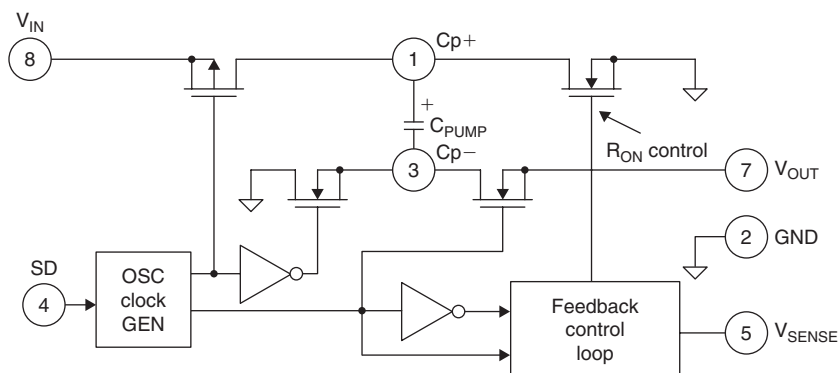 V_IN
8
1
Cp+
+
C_PUMP
R_ON control
3
Cp−
7
V_OUT
2
GND
SD
4
OSC
clock
GEN
Feedback
control
loop
5
V_SENSE